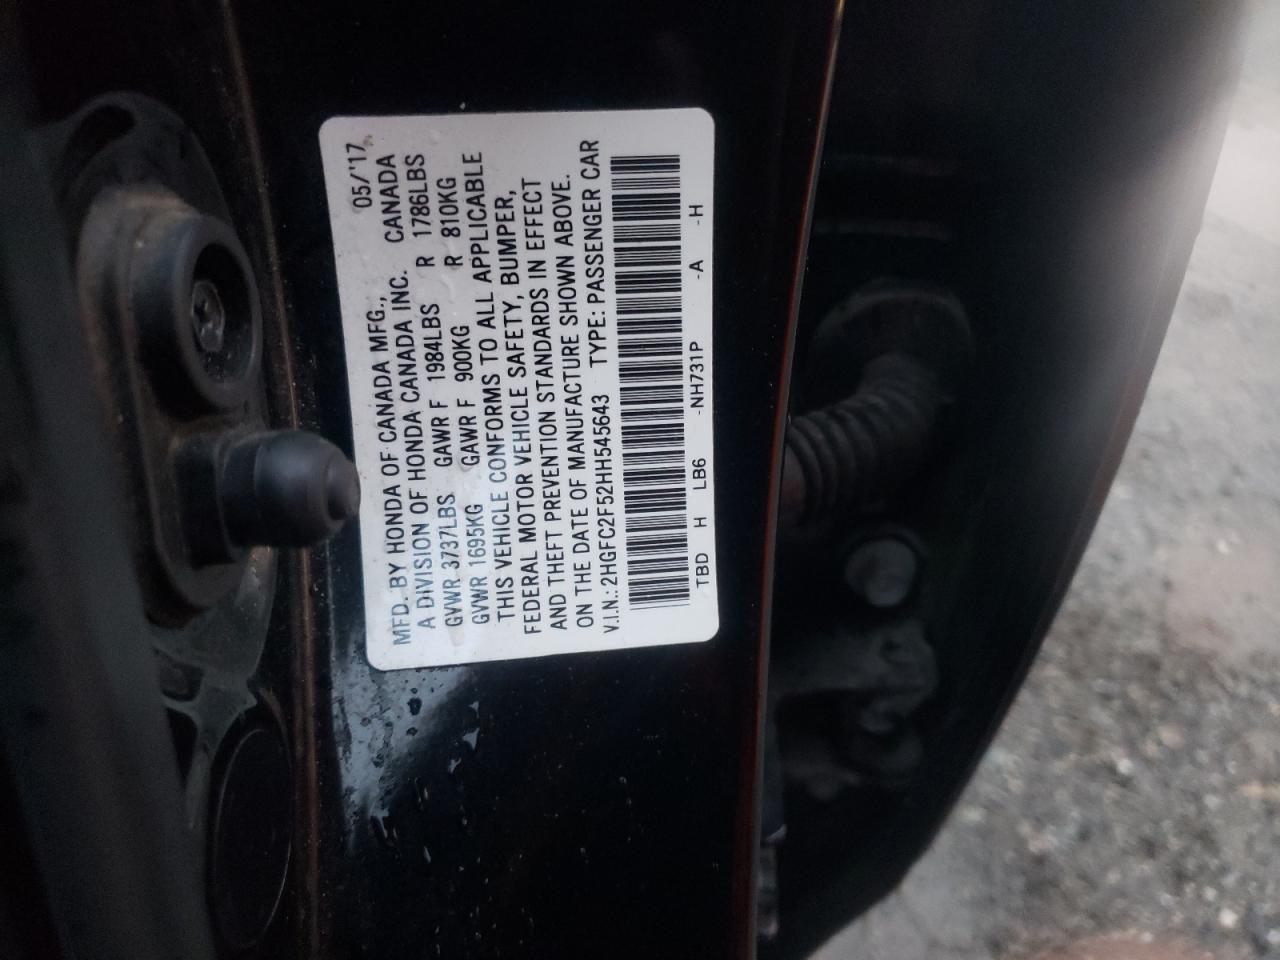 MFD. BY HONDA OF CANADA MFG., 05/'17
A DIVISION OF HONDA CANADA INC. CANADA
GVWR 3737LBS GAWR F 1984LBS R 1786LBS
GVWR 1695KG GAWR F 900KG R 810KG
THIS VEHICLE CONFORMS TO ALL APPLICABLE
FEDERAL MOTOR VEHICLE SAFETY, BUMPER,
AND THEFT PREVENTION STANDARDS IN EFFECT
ON THE DATE OF MANUFACTURE SHOWN ABOVE.
V.I.N.: 2HGFC2F52HH545643 TYPE: PASSENGER CAR
TBD H LB6 -NH731P -A -H